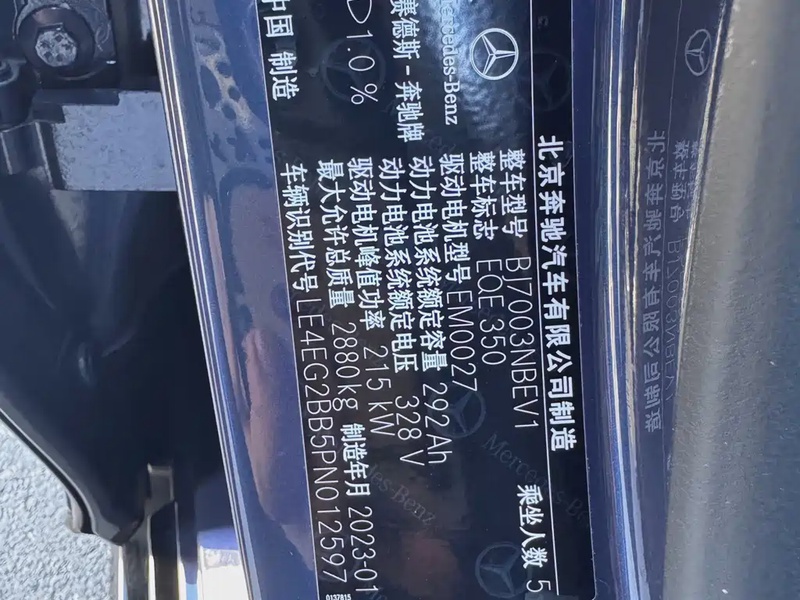 Mercedes-Benz
赛德斯-奔驰牌
1.0%
中国 制造
北京奔驰汽车有限公司制造
整车型号 BJ7003NBEV1 乘坐人数 5
整车标志 EQE 350
驱动电机型号 EM0027
动力电池系统额定容量 292Ah
动力电池系统额定电压 328 V
驱动电机峰值功率 215 kW
最大允许总质量 2880kg 制造年月 2023-01
车辆识别代号 LE4EG2BB5PN012597
0137815
Mercedes-Benz